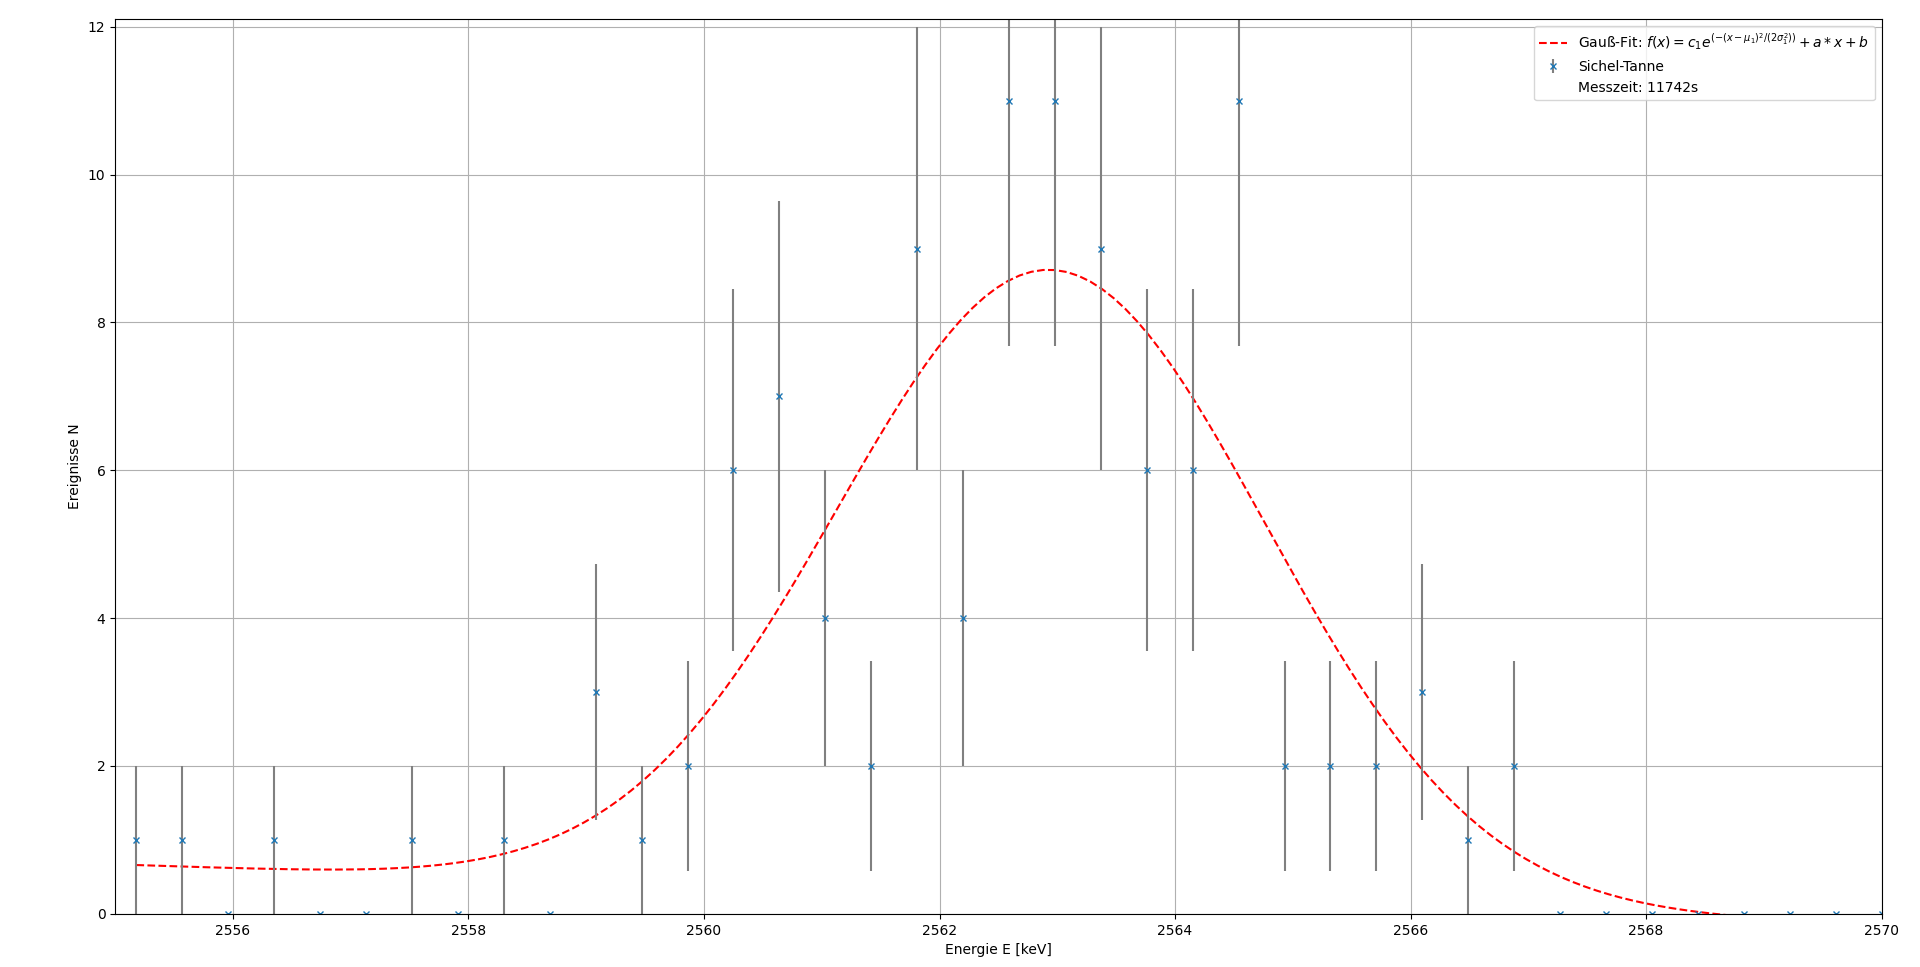 Gauß-Fit: f(x) = c₁e^(−(x−μ₁)²/(2σ₁²)) + a * x + b
Sichel-Tanne
Messzeit: 11742s
12
10
8
6
4
2
0
Ereignisse N
2556 2558 2560 2562 2564 2566 2568 2570
Energie E [keV]